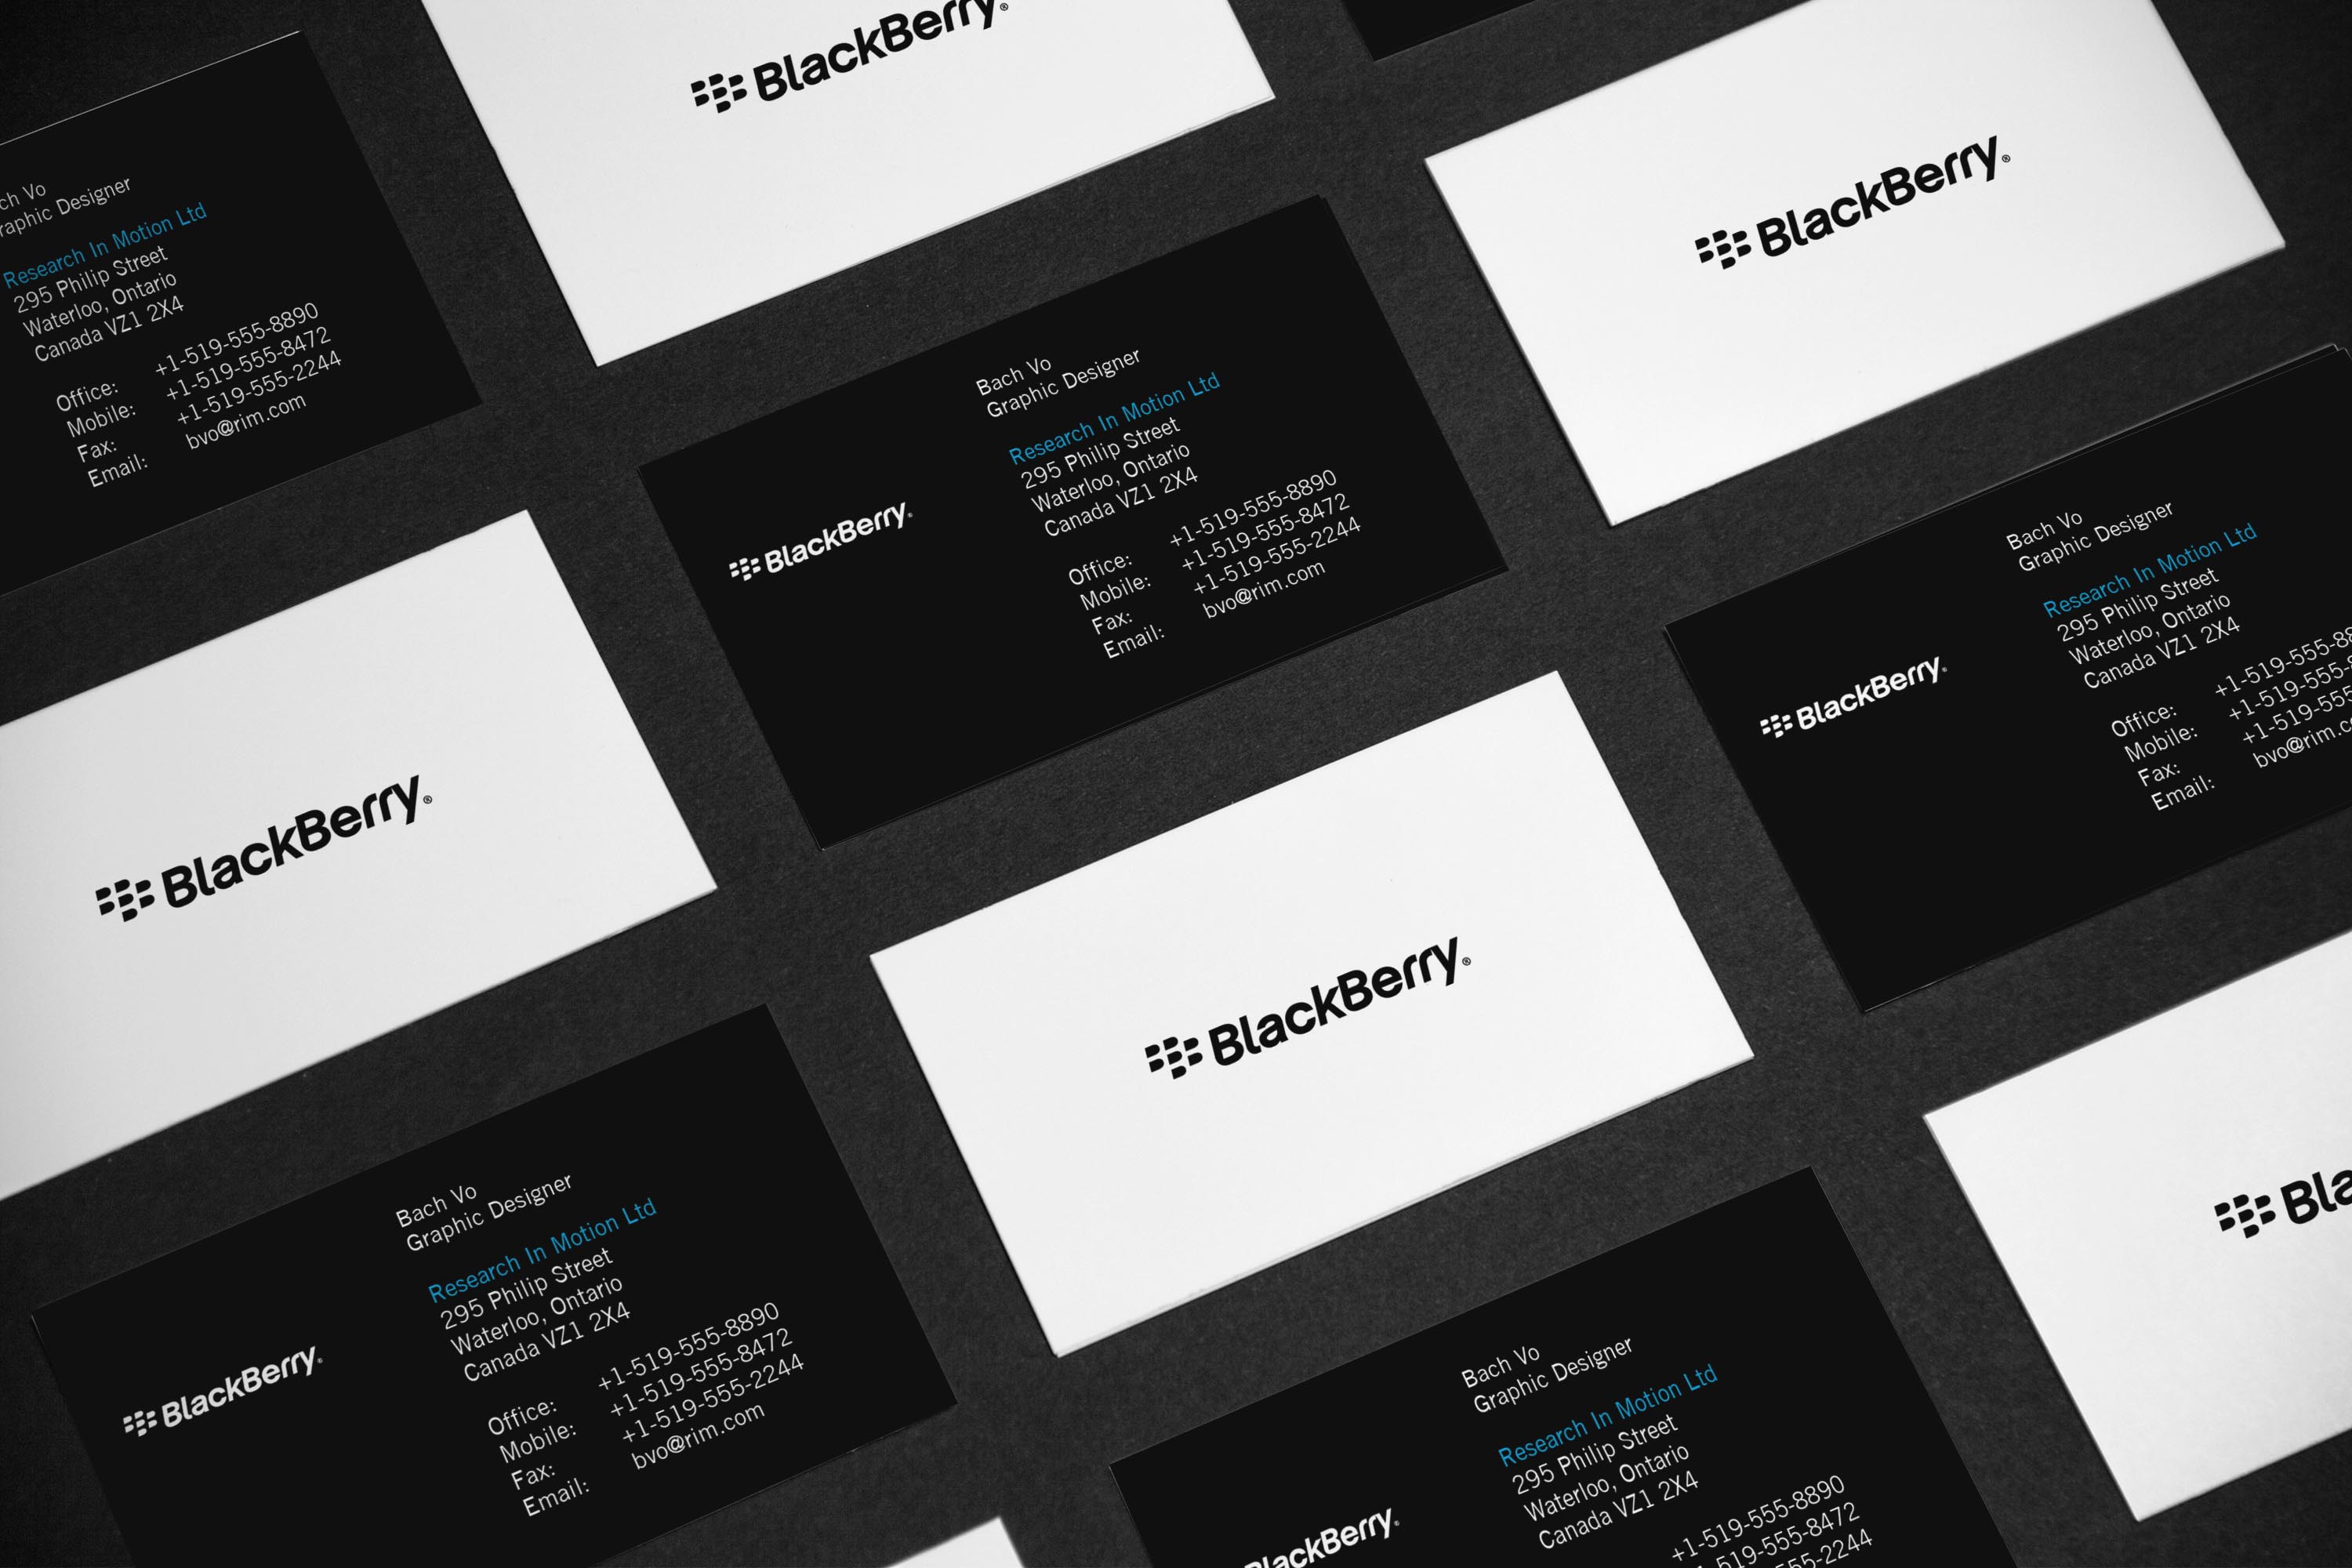 BlackBerry®
BlackBerry®
ch Vo
raphic Designer
Research In Motion Ltd
295 Philip Street
Waterloo, Ontario
Canada VZ1 2X4
Office: +1-519-555-8890
Mobile: +1-519-555-8472
Fax: +1-519-555-2244
Email: bvo@rim.com
BlackBerry®
Bach Vo
Graphic Designer
Research In Motion Ltd
295 Philip Street
Waterloo, Ontario
Canada VZ1 2X4
Office: +1-519-555-8890
Mobile: +1-519-555-8472
Fax: +1-519-555-2244
Email: bvo@rim.com
BlackBerry®
Bach Vo
Graphic Designer
Research In Motion Ltd
295 Philip Street
Waterloo, Ontario
Canada VZ1 2X4
Office: +1-519-555-88
Mobile: +1-519-555-
Fax: +1-519-555
Email: bvo@rim.c
BlackBerry®
BlackBerry®
Bla
BlackBerry®
Bach Vo
Graphic Designer
Research In Motion Ltd
295 Philip Street
Waterloo, Ontario
Canada VZ1 2X4
Office: +1-519-555-8890
Mobile: +1-519-555-8472
Fax: +1-519-555-2244
Email: bvo@rim.com
BlackBerry®
Bach Vo
Graphic Designer
Research In Motion Ltd
295 Philip Street
Waterloo, Ontario
Canada VZ1 2X4
+1-519-555-8890
-519-555-8472
555-2244